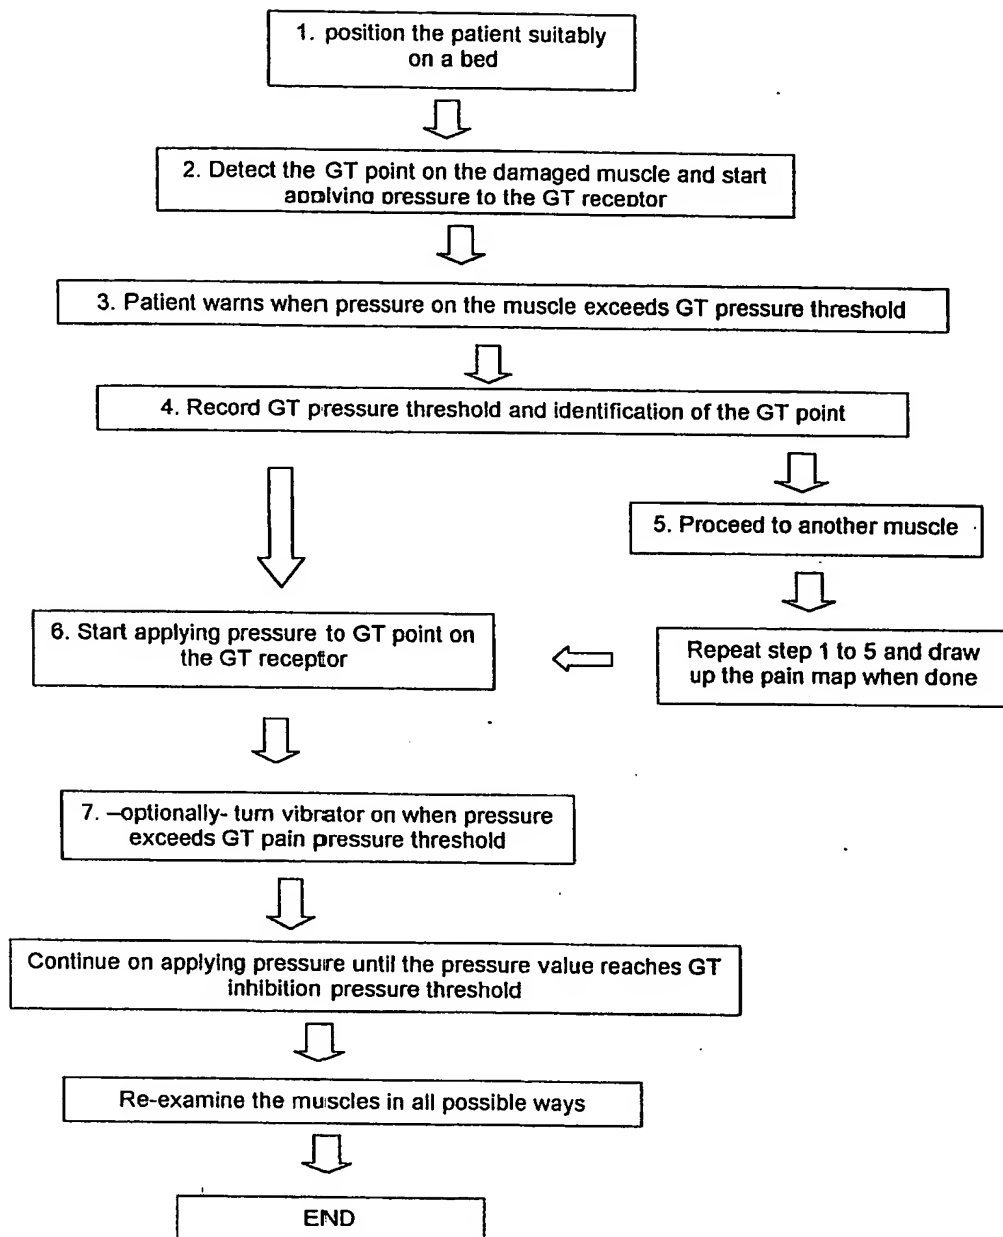 1. position the patient suitably
on a bed
2. Detect the GT point on the damaged muscle and start
applying pressure to the GT receptor
3. Patient warns when pressure on the muscle exceeds GT pressure threshold
4. Record GT pressure threshold and identification of the GT point
5. Proceed to another muscle
6. Start applying pressure to GT point on
the GT receptor
Repeat step 1 to 5 and draw
up the pain map when done
7. –optionally- turn vibrator on when pressure
exceeds GT pain pressure threshold
Continue on applying pressure until the pressure value reaches GT
inhibition pressure threshold
Re-examine the muscles in all possible ways
END